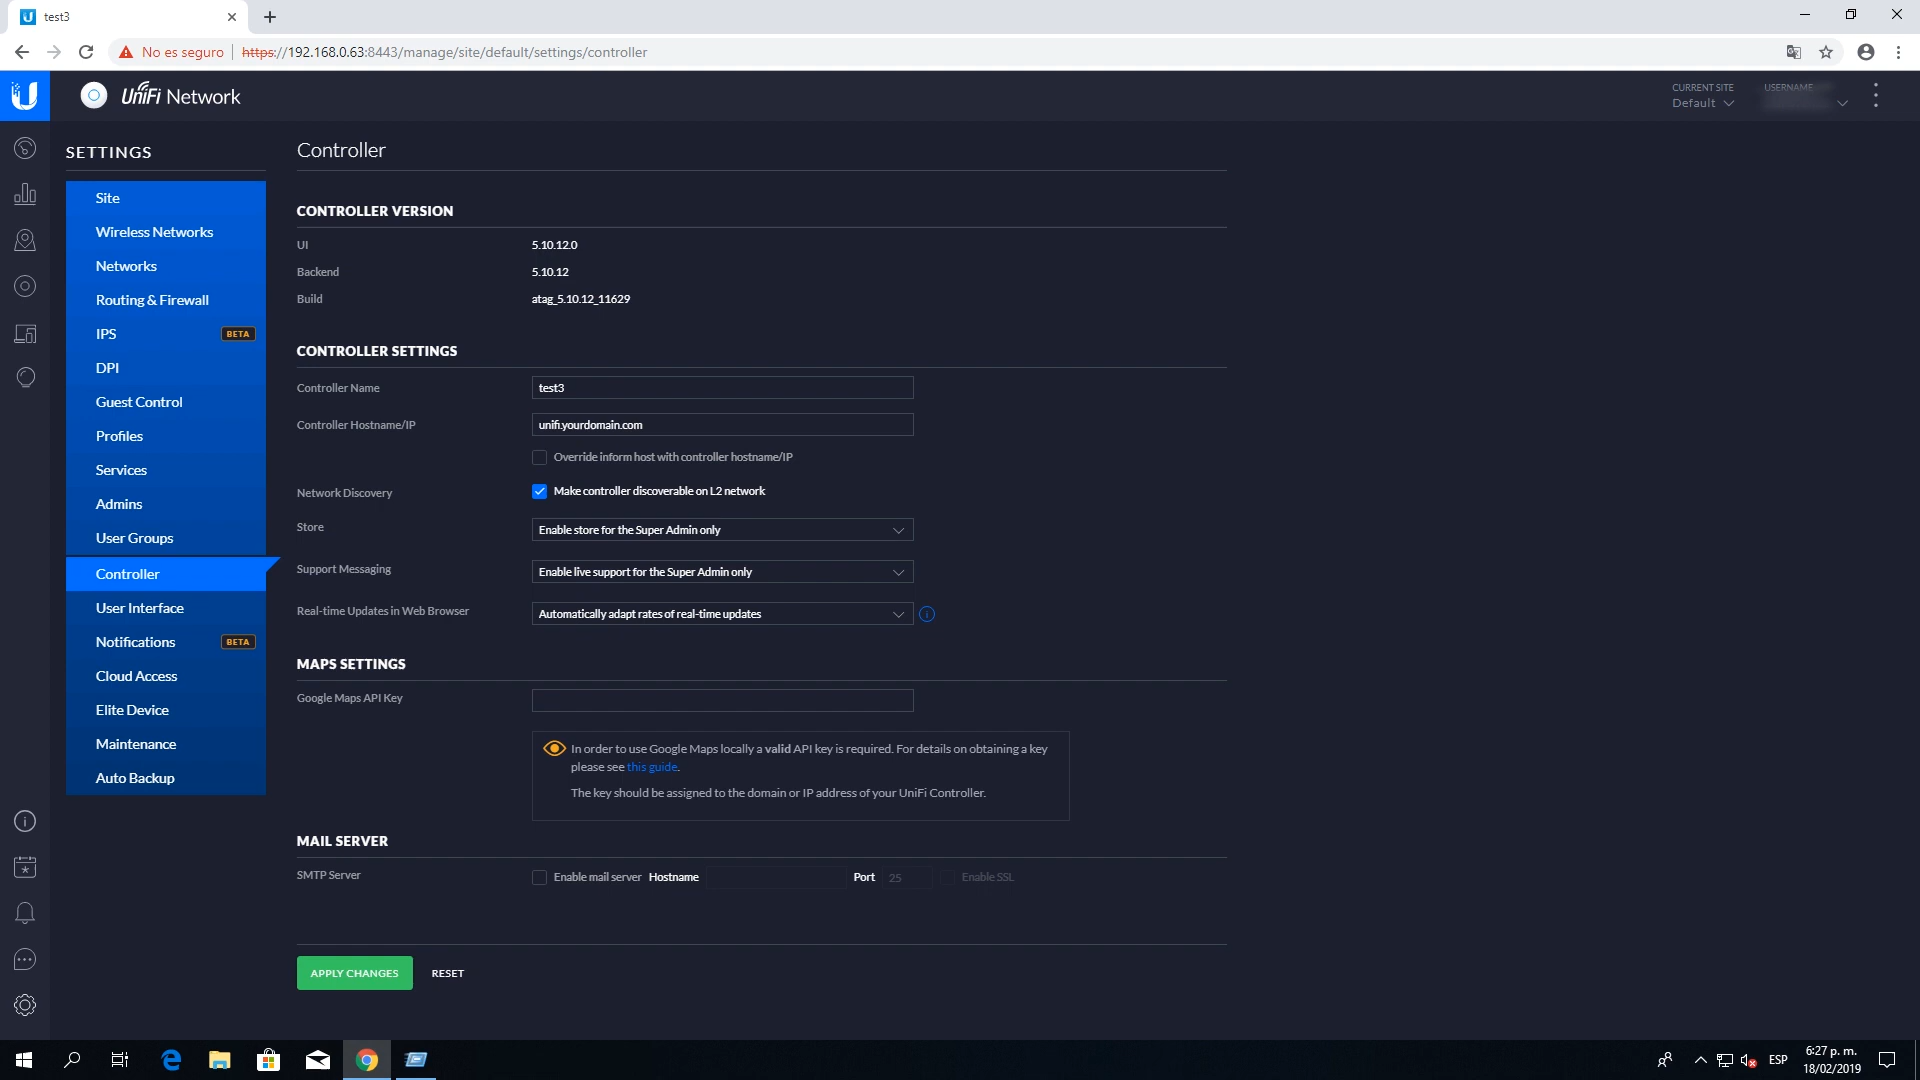 test3
No es seguro
https://192.168.0.63:8443/manage/site/default/settings/controller
UniFi Network
CURRENT SITE
Default
USERNAME
SETTINGS
Site
Wireless Networks
Networks
Routing & Firewall
IPS BETA
DPI
Guest Control
Profiles
Services
Admins
User Groups
Controller
User Interface
Notifications BETA
Cloud Access
Elite Device
Maintenance
Auto Backup
Controller
CONTROLLER VERSION
UI 5.10.12.0
Backend 5.10.12
Build atag_5.10.12_11629
CONTROLLER SETTINGS
Controller Name test3
Controller Hostname/IP unifi.yourdomain.com
Override inform host with controller hostname/IP
Network Discovery Make controller discoverable on L2 network
Store Enable store for the Super Admin only
Support Messaging Enable live support for the Super Admin only
Real-time Updates in Web Browser Automatically adapt rates of real-time updates
MAPS SETTINGS
Google Maps API Key
In order to use Google Maps locally a valid API key is required. For details on obtaining a key
please see this guide.
The key should be assigned to the domain or IP address of your UniFi Controller.
MAIL SERVER
SMTP Server Enable mail server Hostname Port 25 Enable SSL
APPLY CHANGES RESET
ESP
6:27 p. m.
18/02/2019